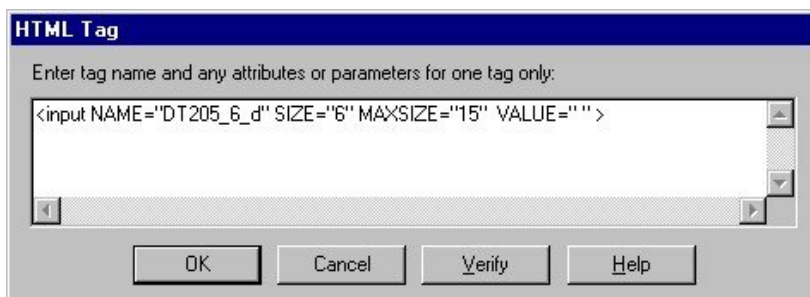 HTML Tag
Enter tag name and any attributes or parameters for one tag only:
<input NAME="DT205_6_d" SIZE="6" MAXSIZE="15" VALUE=" " >
OK Cancel Verify Help